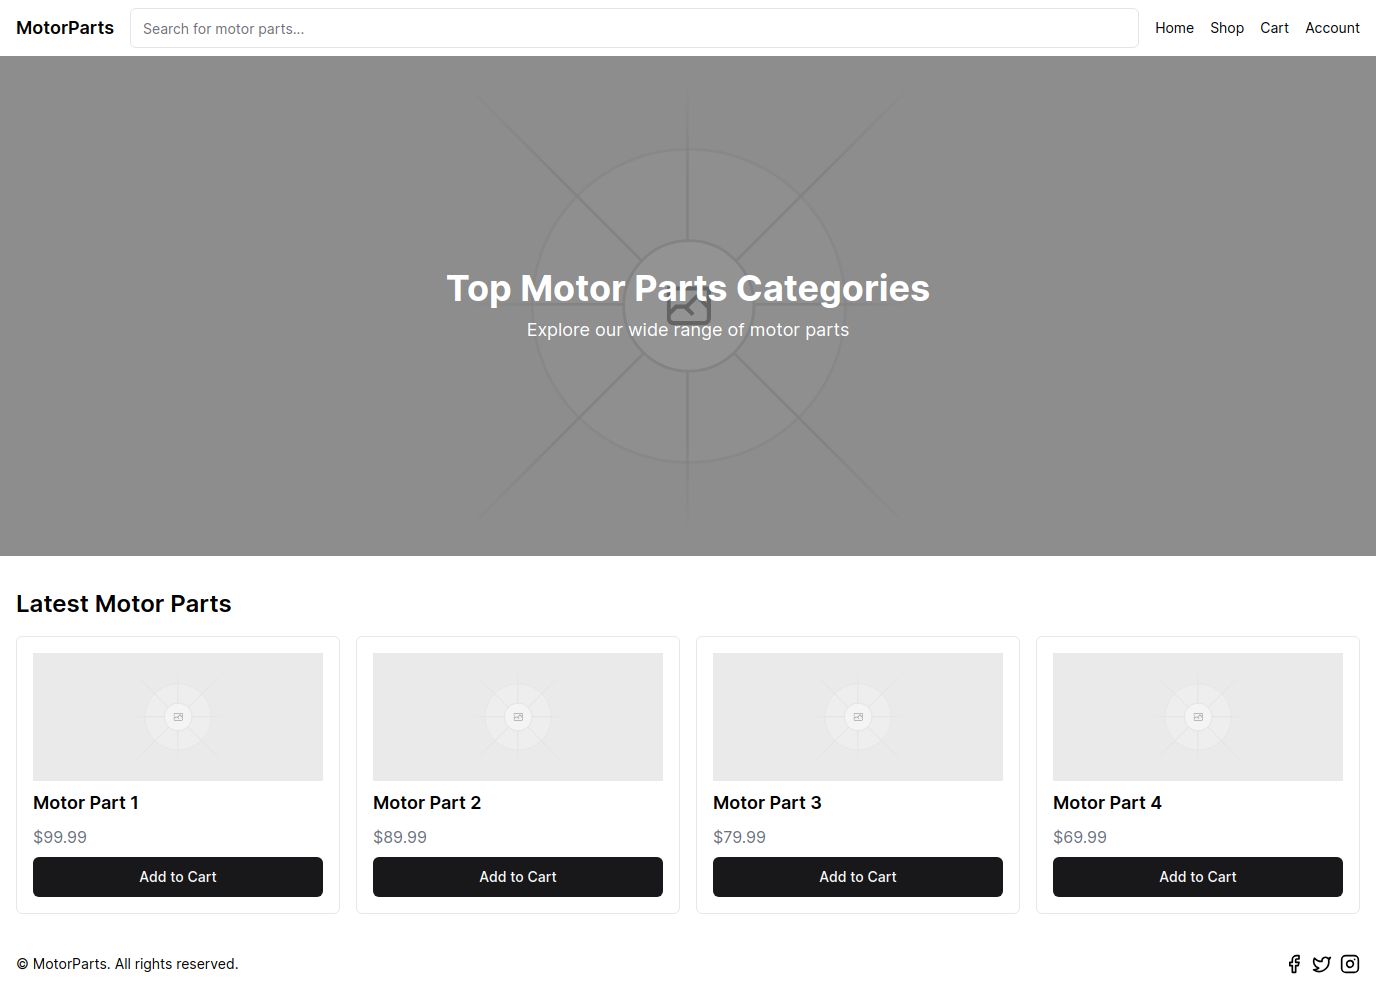 MotorParts
Search for motor parts...
Home Shop Cart Account
Top Motor Parts Categories
Explore our wide range of motor parts
Latest Motor Parts
Motor Part 1
$99.99
Add to Cart
Motor Part 2
$89.99
Add to Cart
Motor Part 3
$79.99
Add to Cart
Motor Part 4
$69.99
Add to Cart
© MotorParts. All rights reserved.